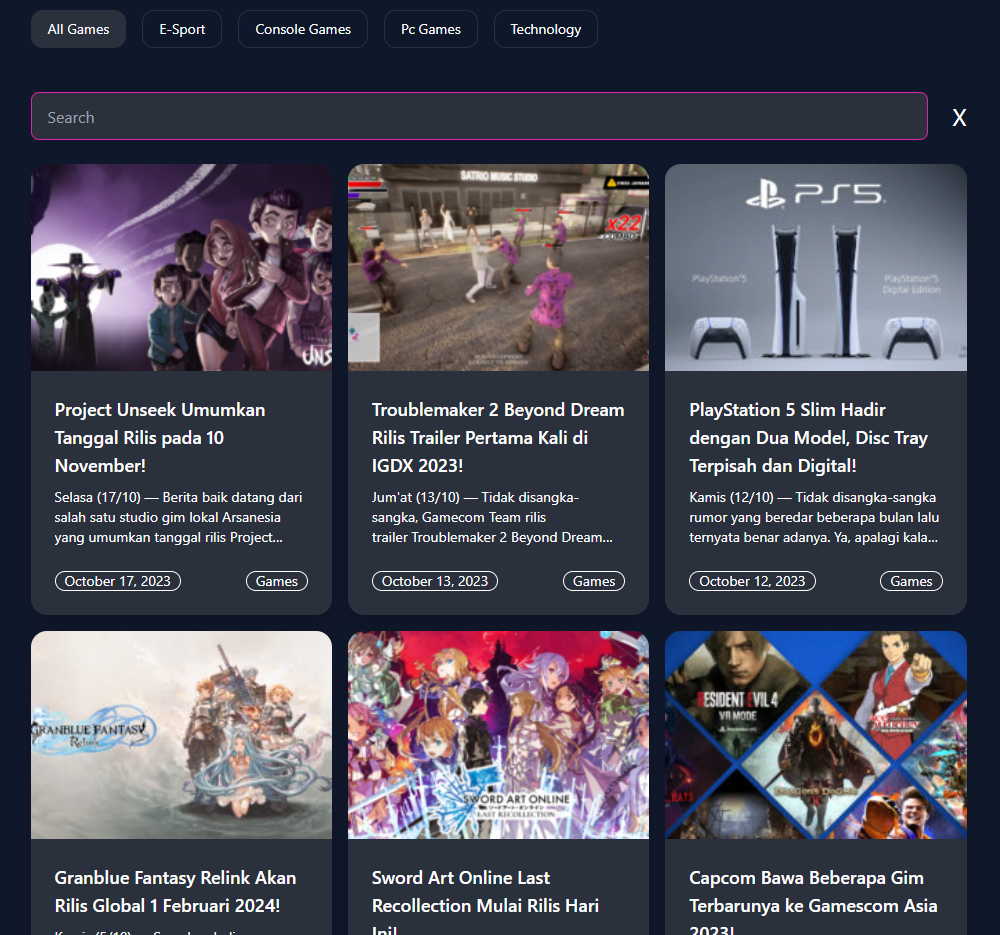 All Games
E-Sport
Console Games
Pc Games
Technology
Search
X
SATRIO MUSIC STUDIO
x22
COMBO
PS5
PlayStation 5
PlayStation 5
Digital Edition
UNS
Project Unseek Umumkan
Tanggal Rilis pada 10
November!
Selasa (17/10) — Berita baik datang dari
salah satu studio gim lokal Arsanesia
yang umumkan tanggal rilis Project...
October 17, 2023
Games
Troublemaker 2 Beyond Dream
Rilis Trailer Pertama Kali di
IGDX 2023!
Jum'at (13/10) — Tidak disangka-
sangka, Gamecom Team rilis
trailer Troublemaker 2 Beyond Dream...
October 13, 2023
Games
PlayStation 5 Slim Hadir
dengan Dua Model, Disc Tray
Terpisah dan Digital!
Kamis (12/10) — Tidak disangka-sangka
rumor yang beredar beberapa bulan lalu
ternyata benar adanya. Ya, apalagi kala...
October 12, 2023
Games
GRANBLUE FANTASY
Relink
SWORD ART ONLINE
LAST RECOLLECTION
RESIDENT EVIL 4
VR MODE
Granblue Fantasy Relink Akan
Rilis Global 1 Februari 2024!
Sword Art Online Last
Recollection Mulai Rilis Hari
Ini!
Capcom Bawa Beberapa Gim
Terbarunya ke Gamescom Asia
2023!